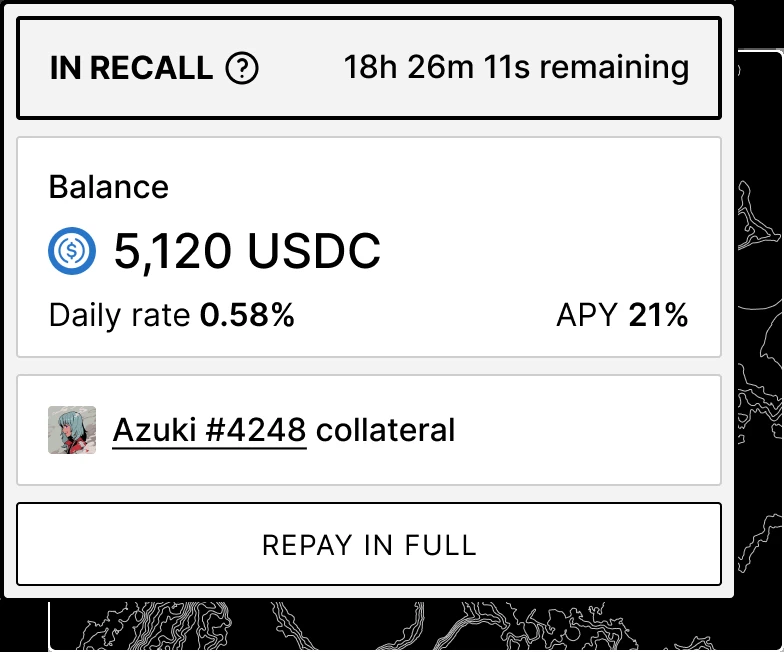 IN RECALL ? 18h 26m 11s remaining
Balance
$ 5,120 USDC
Daily rate 0.58% APY 21%
Azuki #4248 collateral
REPAY IN FULL